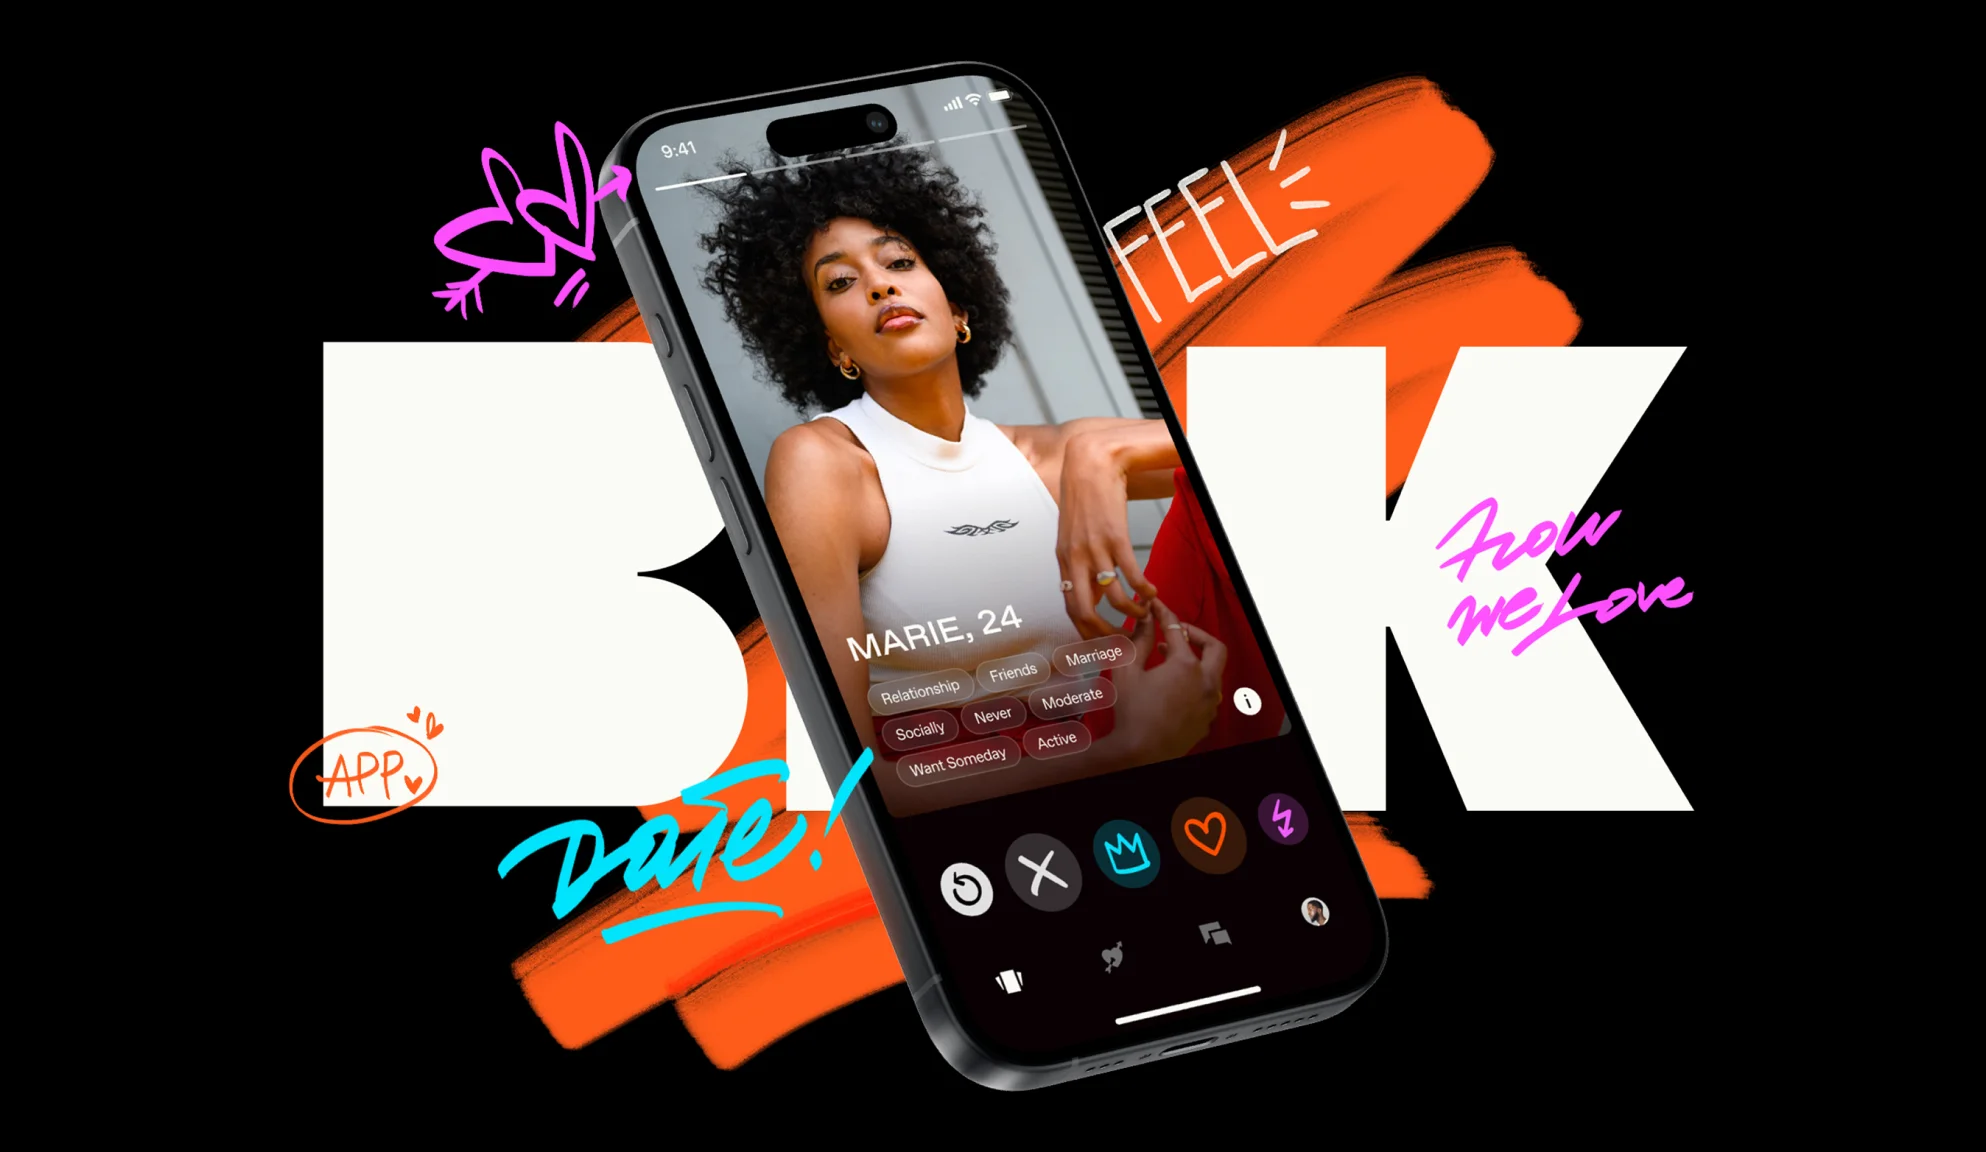 9:41
FEEL
BLK
How
we Love
MARIE, 24
Relationship Friends Marriage
Socially Never Moderate
Want Someday Active
APP
Date!